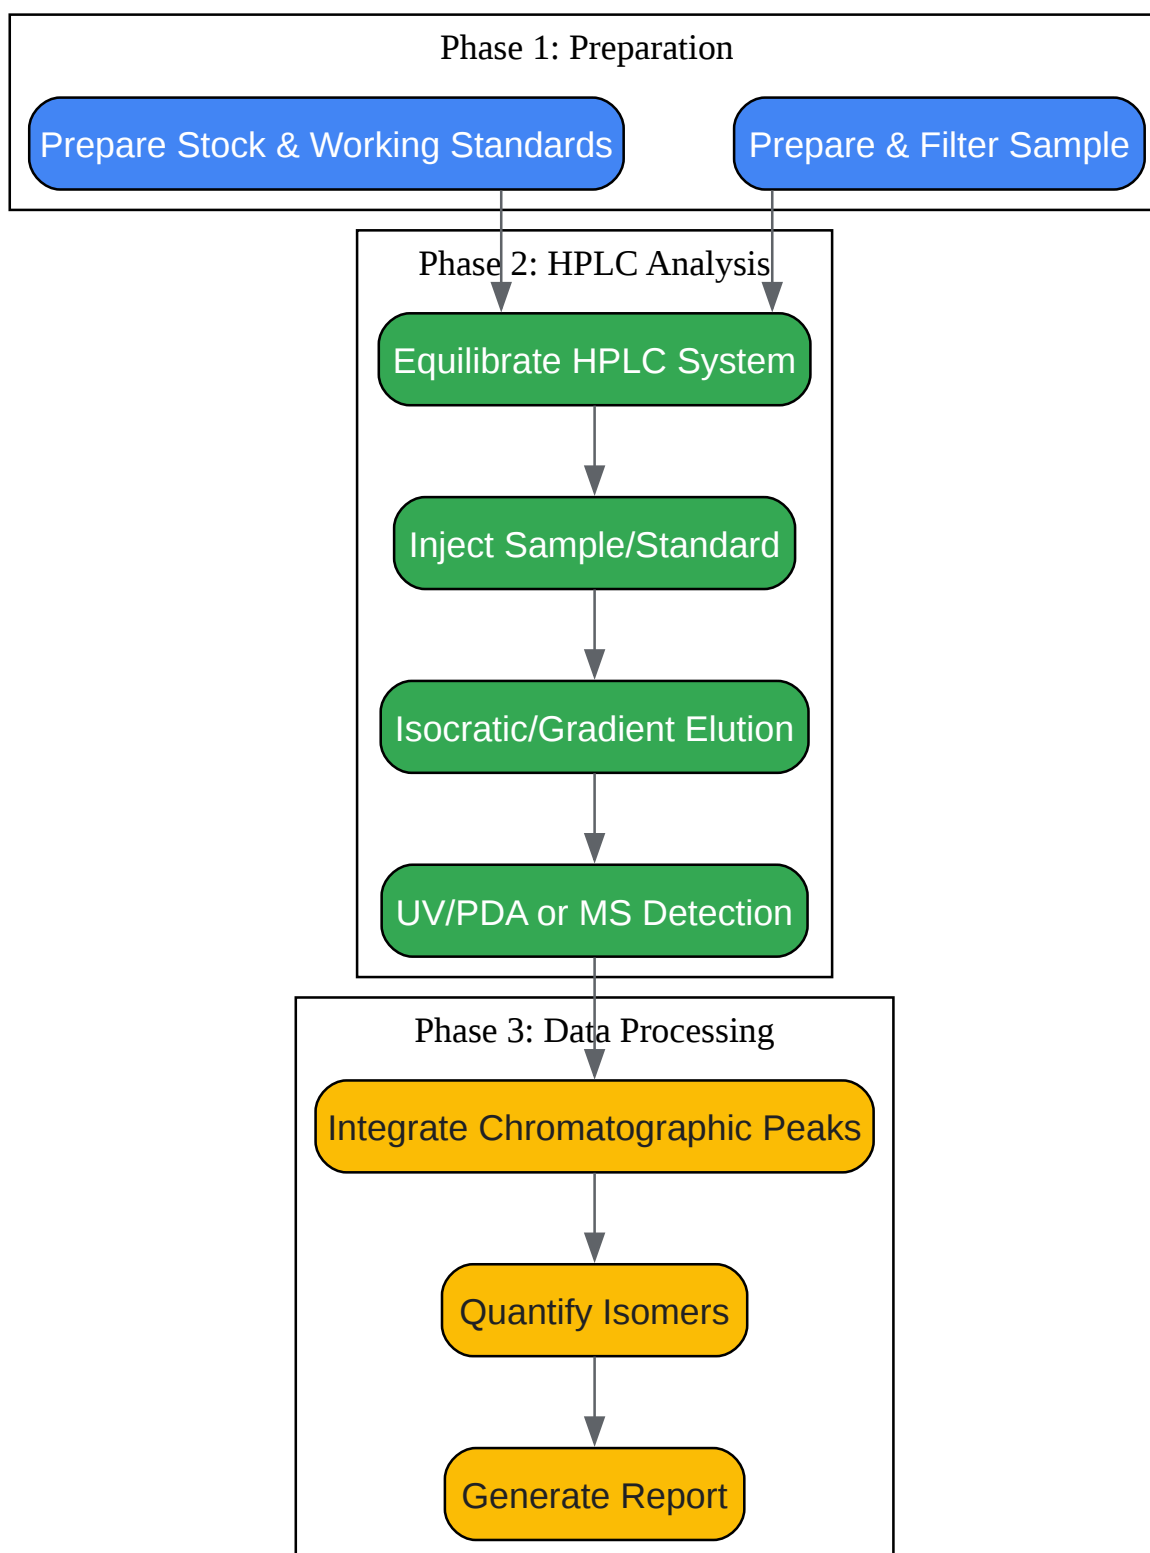 Phase 1: Preparation
Prepare Stock & Working Standards
Prepare & Filter Sample
Phase 2: HPLC Analysis
Equilibrate HPLC System
Inject Sample/Standard
Isocratic/Gradient Elution
UV/PDA or MS Detection
Phase 3: Data Processing
Integrate Chromatographic Peaks
Quantify Isomers
Generate Report